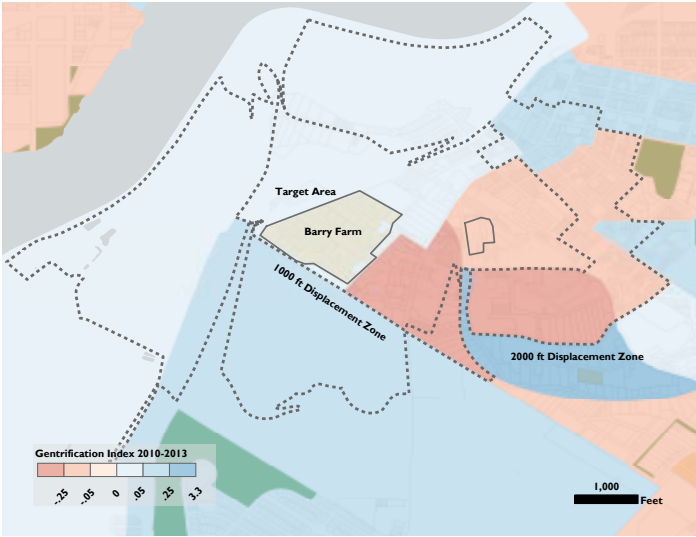 Target Area
Barry Farm
1000 ft Displacement Zone
2000 ft Displacement Zone
Gentrification Index 2010-2013
-.25 -.05 0 .05 .25 3.3
1,000
Feet